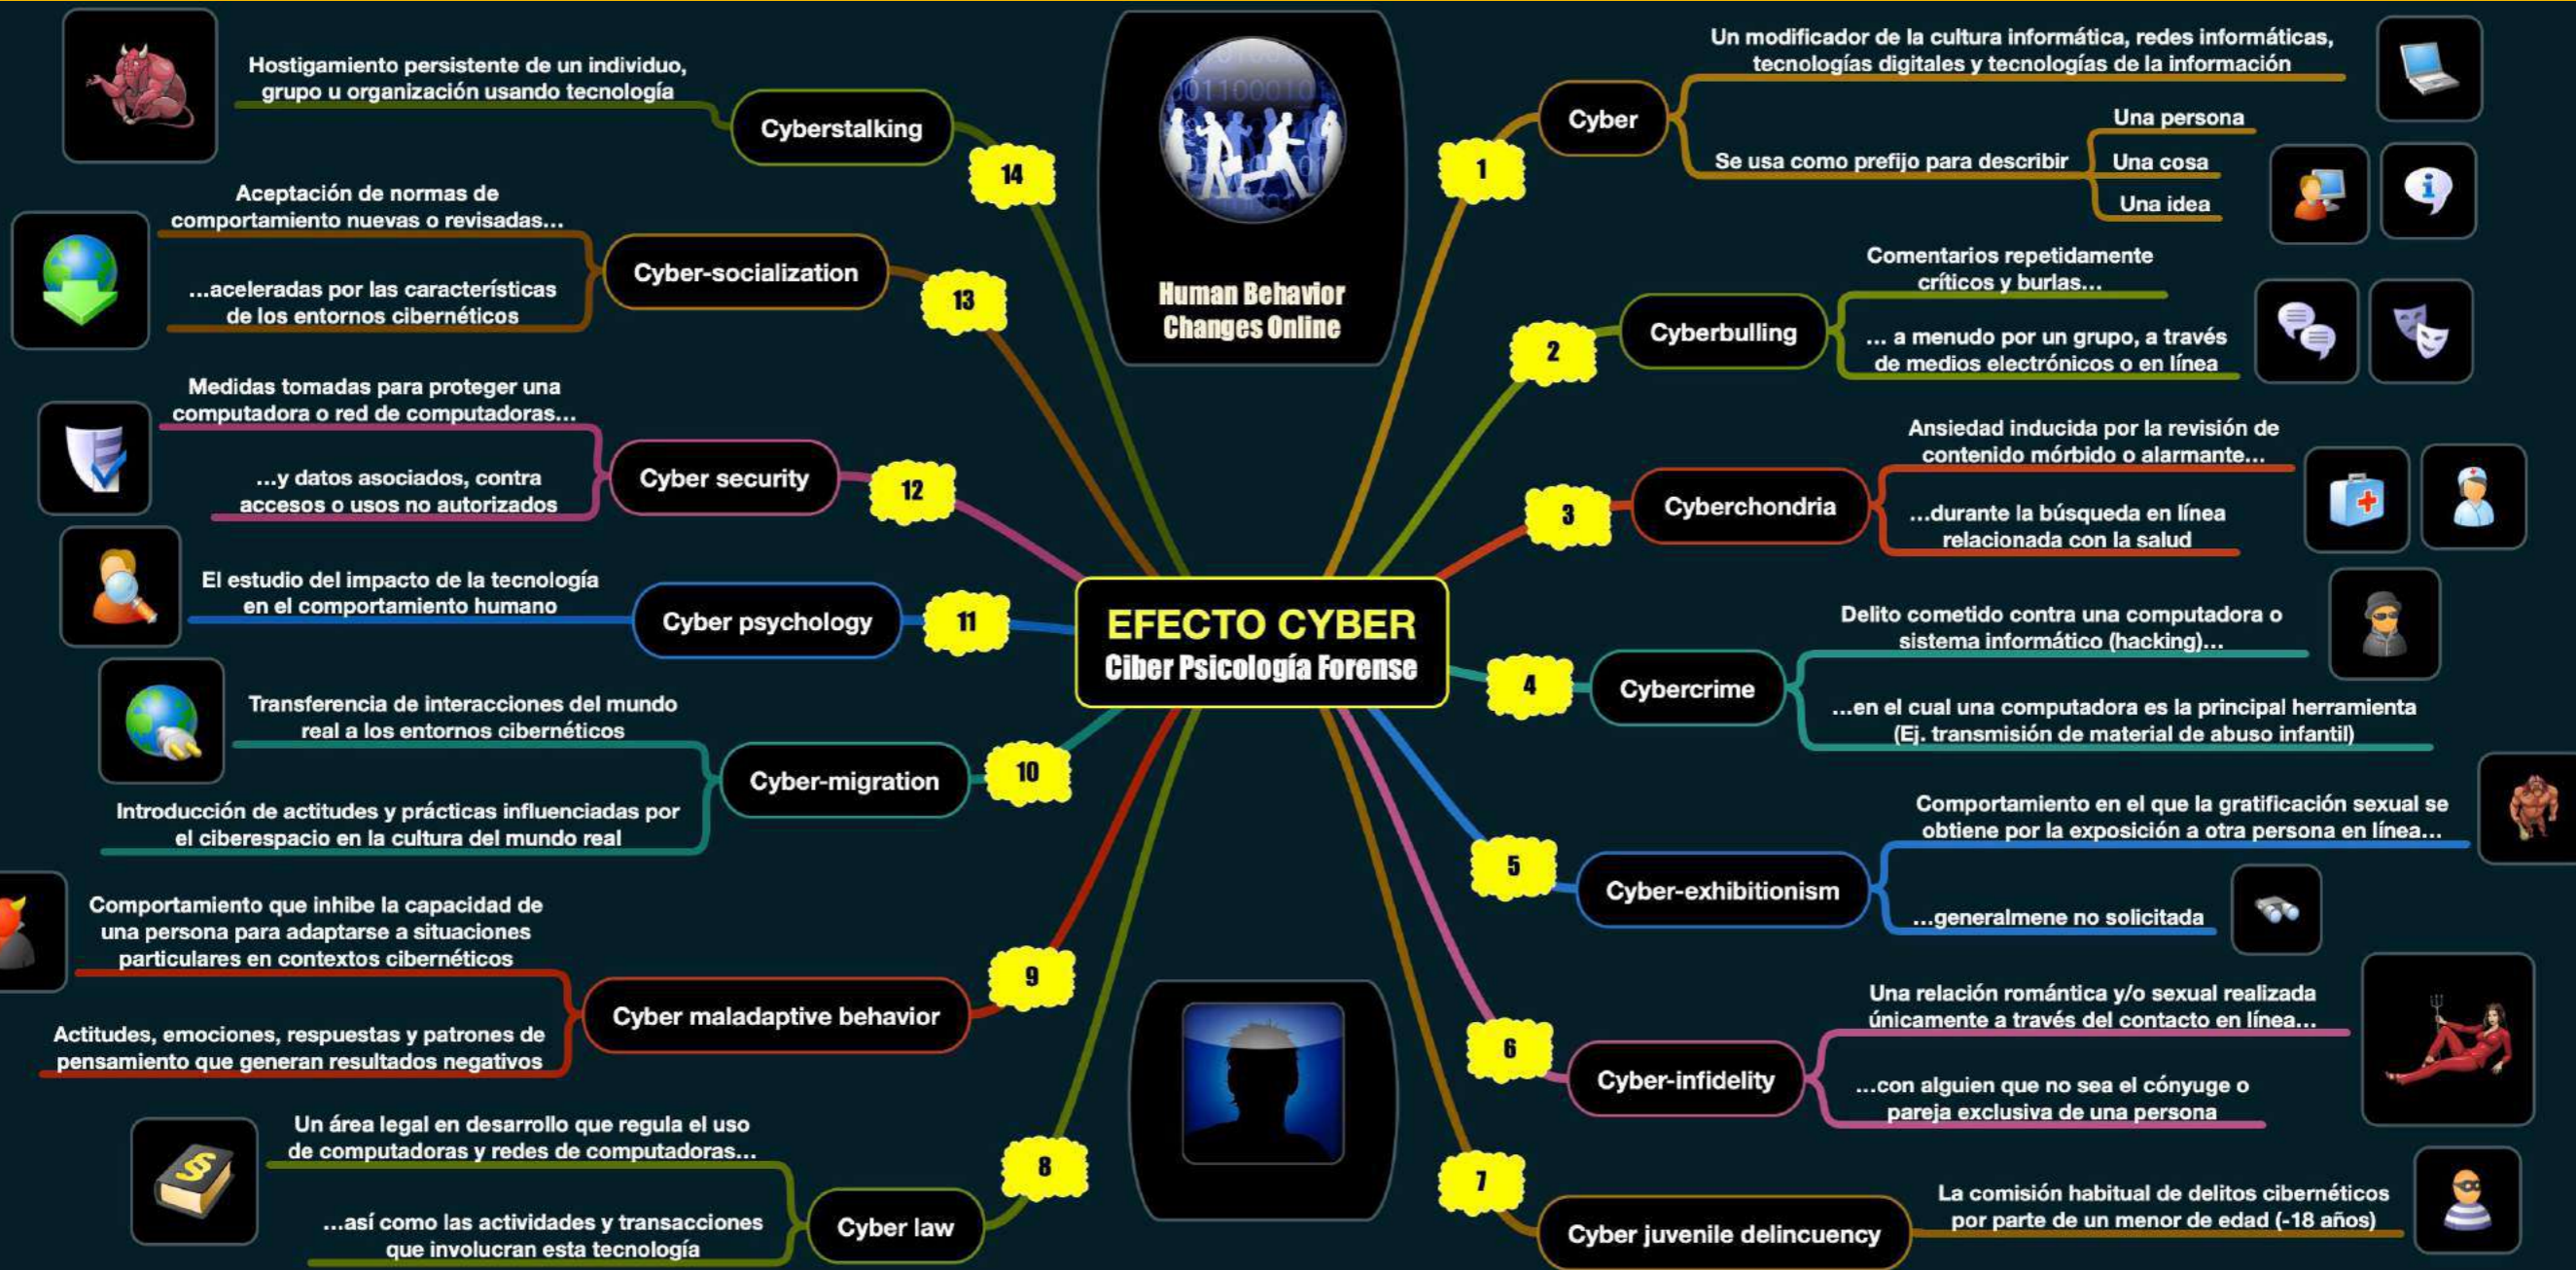 Human Behavior
Changes Online
EFECTO CYBER
Ciber Psicología Forense
1
Cyber
Un modificador de la cultura informática, redes informáticas,
tecnologías digitales y tecnologías de la información
Se usa como prefijo para describir
Una persona
Una cosa
Una idea
2
Cyberbulling
Comentarios repetidamente
críticos y burlas...
... a menudo por un grupo, a través
de medios electrónicos o en línea
3
Cyberchondria
Ansiedad inducida por la revisión de
contenido mórbido o alarmante...
...durante la búsqueda en línea
relacionada con la salud
4
Cybercrime
Delito cometido contra una computadora o
sistema informático (hacking)...
...en el cual una computadora es la principal herramienta
(Ej. transmisión de material de abuso infantil)
5
Cyber-exhibitionism
Comportamiento en el que la gratificación sexual se
obtiene por la exposición a otra persona en línea...
...generalmene no solicitada
6
Cyber-infidelity
Una relación romántica y/o sexual realizada
únicamente a través del contacto en línea...
...con alguien que no sea el cónyuge o
pareja exclusiva de una persona
7
Cyber juvenile delincuency
La comisión habitual de delitos cibernéticos
por parte de un menor de edad (-18 años)
8
Cyber law
Un área legal en desarrollo que regula el uso
de computadoras y redes de computadoras...
...así como las actividades y transacciones
que involucran esta tecnología
9
Cyber maladaptive behavior
Comportamiento que inhibe la capacidad de
una persona para adaptarse a situaciones
particulares en contextos cibernéticos
Actitudes, emociones, respuestas y patrones de
pensamiento que generan resultados negativos
10
Cyber-migration
Transferencia de interacciones del mundo
real a los entornos cibernéticos
Introducción de actitudes y prácticas influenciadas por
el ciberespacio en la cultura del mundo real
11
Cyber psychology
El estudio del impacto de la tecnología
en el comportamiento humano
12
Cyber security
Medidas tomadas para proteger una
computadora o red de computadoras...
...y datos asociados, contra
accesos o usos no autorizados
13
Cyber-socialization
Aceptación de normas de
comportamiento nuevas o revisadas...
...aceleradas por las características
de los entornos cibernéticos
14
Cyberstalking
Hostigamiento persistente de un individuo,
grupo u organización usando tecnología